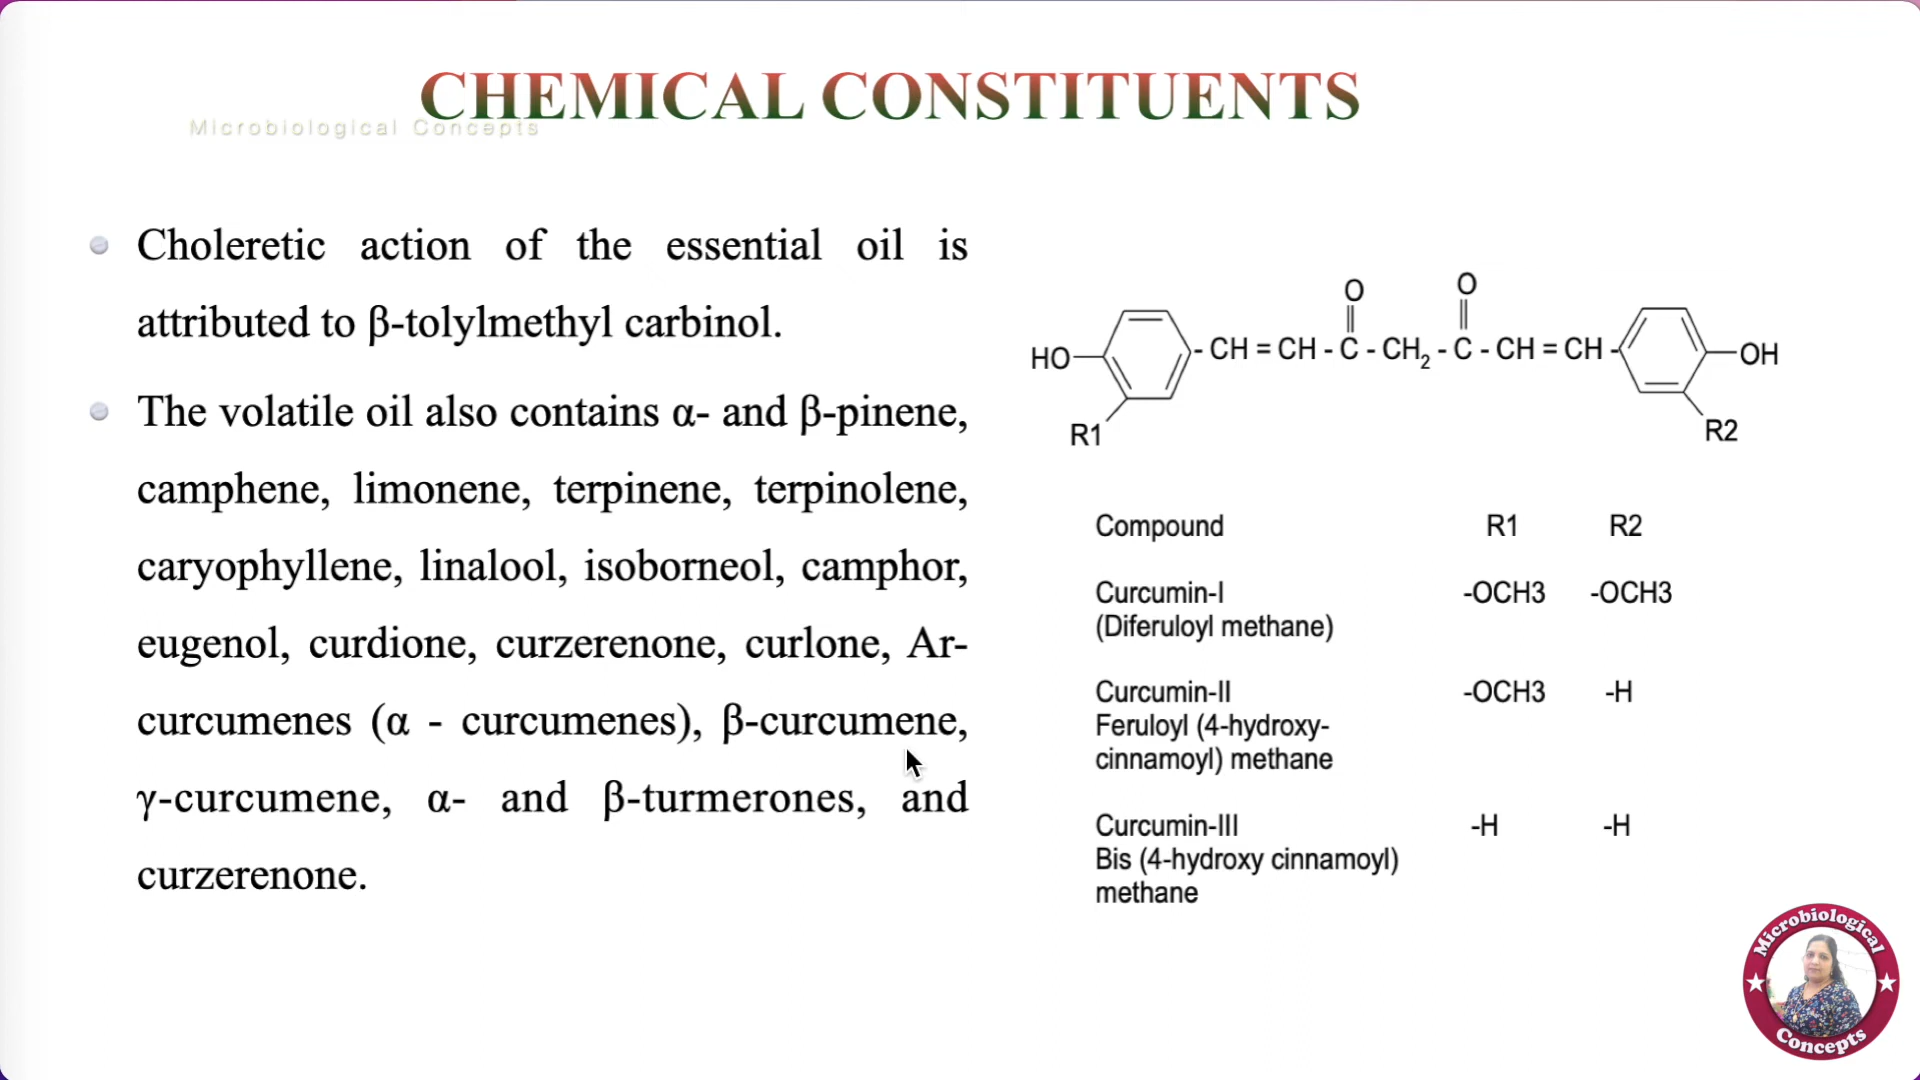 CHEMICAL CONSTITUENTS
Microbiological Concepts
Choleretic action of the essential oil is
attributed to β-tolylmethyl carbinol.
The volatile oil also contains α- and β-pinene,
camphene, limonene, terpinene, terpinolene,
caryophyllene, linalool, isoborneol, camphor,
eugenol, curdione, curzerenone, curlone, Ar-
curcumenes (α - curcumenes), β-curcumene,
γ-curcumene, α- and β-turmerones, and
curzerenone.
O O
HO - CH = CH - C - CH₂ - C - CH = CH - OH
R1 R2
Compound R1 R2
Curcumin-I -OCH3 -OCH3
(Diferuloyl methane)
Curcumin-II -OCH3 -H
Feruloyl (4-hydroxy-
cinnamoyl) methane
Curcumin-III -H -H
Bis (4-hydroxy cinnamoyl)
methane
Microbiological
Concepts